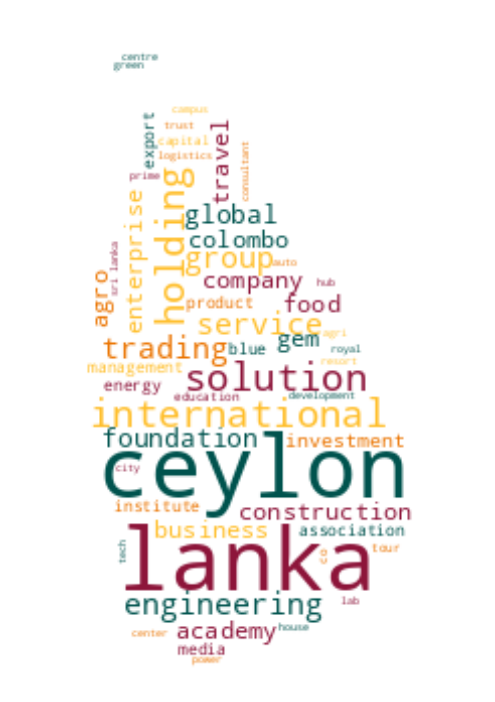 centre
green
campus
export
trust
travel
capital
logistics
consultant
prime
holding
enterprise
global
colombo
sri lanka
group
auto
agro
company
hub
product
food
service
gem
agri
trading
blue
royal
management
solution
resort
energy
education
development
international
foundation
investment
ceylon
city
institute
construction
business
association
tech
lanka
co
tour
engineering
lab
center
academy
house
media
power